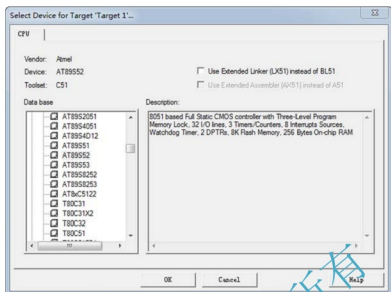 Select Device for Target 'Target 1'...
CPU
Vendor: Atmel
Device: AT89S52
Toolset: C51
Use Extended Linker (LX51) instead of BL51
Use Extended Assembler (AX51) instead of A51
Data base
Description:
AT89S2051
AT89S4051
AT89S4D12
AT89S51
AT89S52
AT89S53
AT89S8252
AT89S8253
AT8xC5122
T80C31
T80C31X2
T80C32
T80C51
8051 based Full Static CMOS controller with Three-Level Program
Memory Lock, 32 I/O lines, 3 Timers/Counters, 8 Interrupts Sources,
Watchdog Timer, 2 DPTRs, 8K Flash Memory, 256 Bytes On-chip RAM
OK
Cancel
Help
有